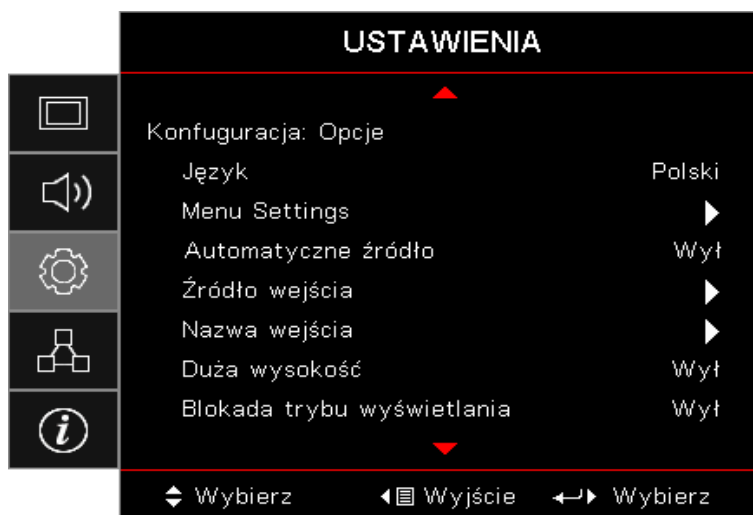 USTAWIENIA
Konfuguracja: Opcje
Język Polski
Menu Settings
Automatyczne źródło Wył
Źródło wejścia
Nazwa wejścia
Duża wysokość Wył
Blokada trybu wyświetlania Wył
Wybierz Wyjście Wybierz